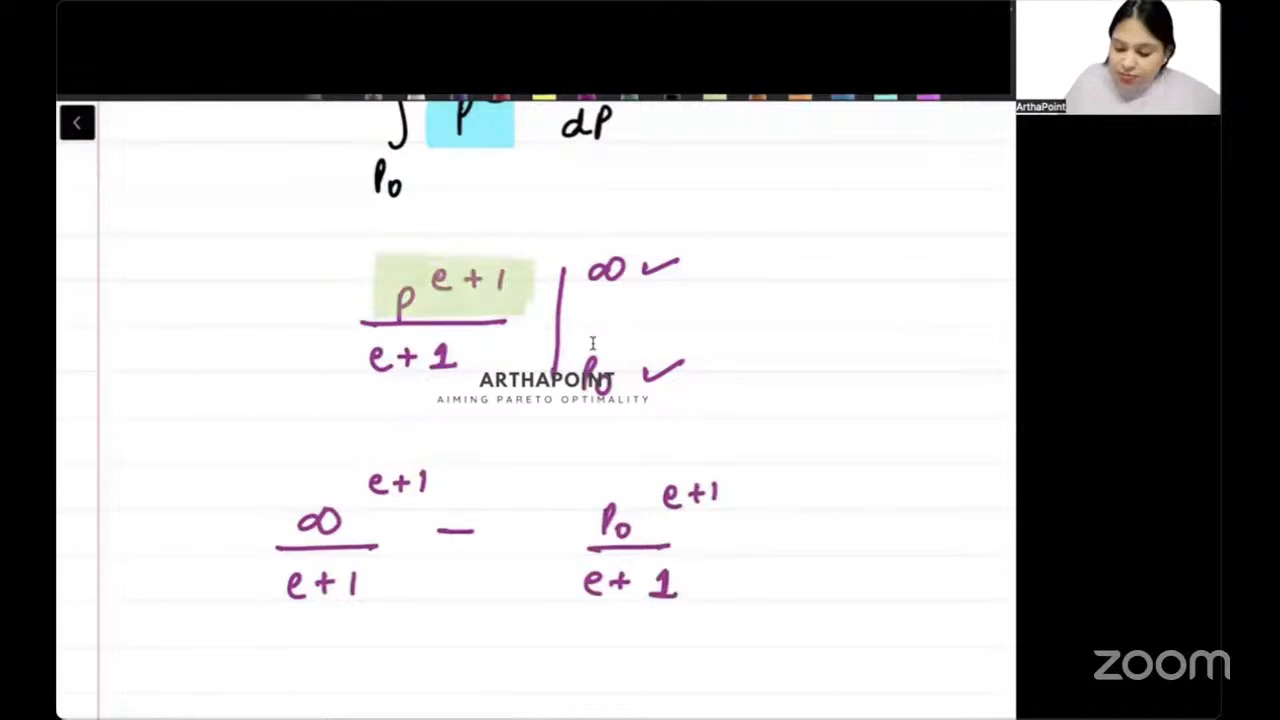 ArthaPoint
∫ P dP
P₀
P^(e+1) | ∞ ✓
e+1 P₀ ✓
ARTHAPOINT
AIMING PARETO OPTIMALITY
∞^(e+1) − P₀^(e+1)
e+1 e+1
zoom